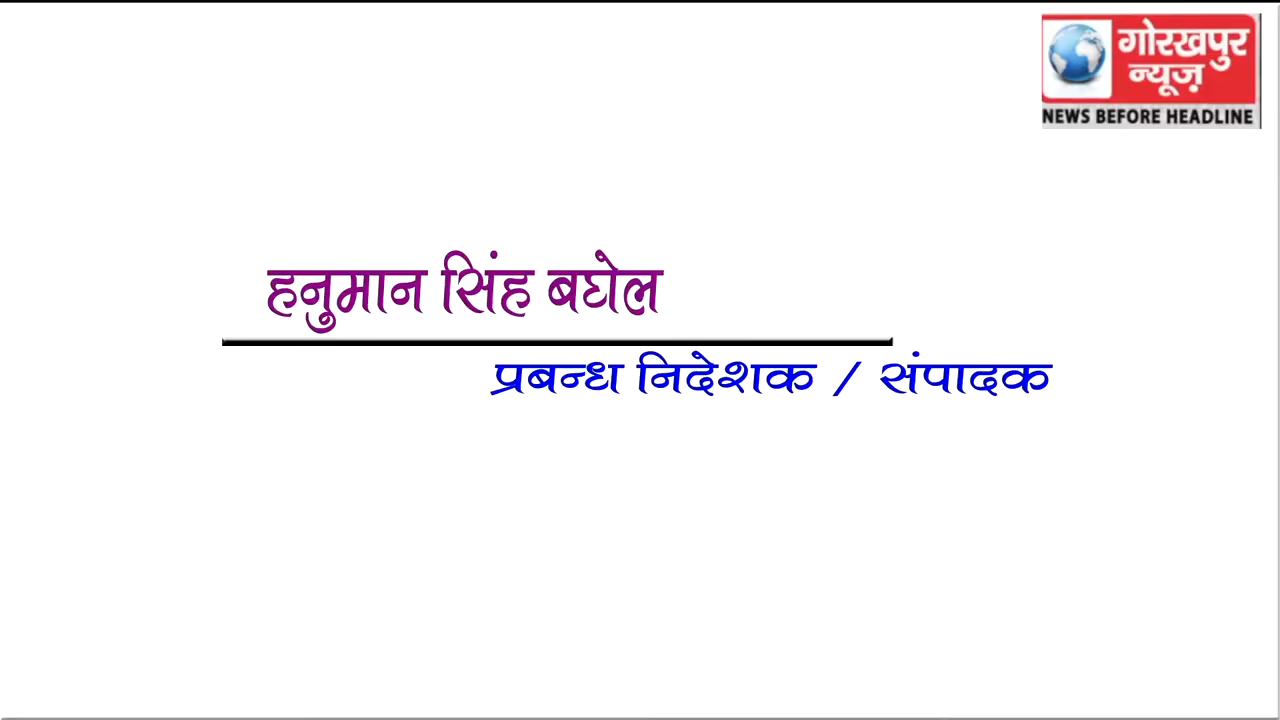 गोरखपुर
न्यूज़
NEWS BEFORE HEADLINE
हनुमान सिंह बघेल
प्रबन्ध निदेशक / संपादक